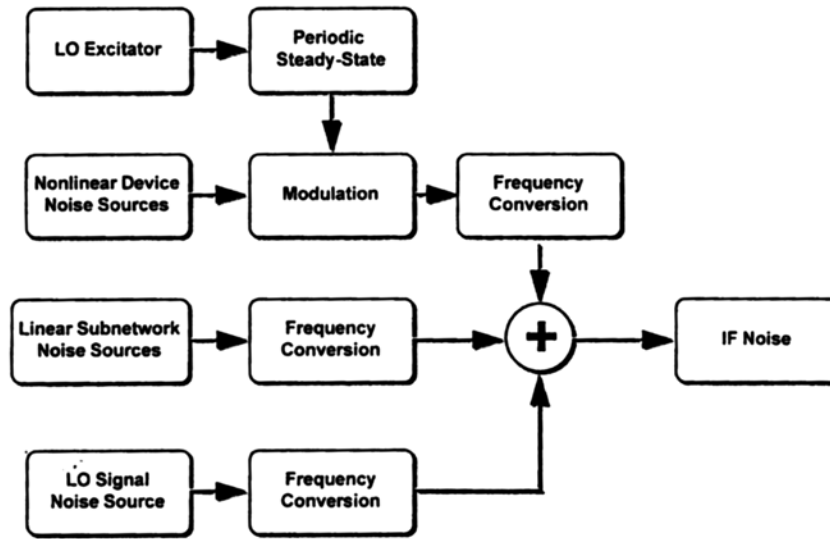 LO Excitator
Periodic
Steady-State
Nonlinear Device
Noise Sources
Modulation
Frequency
Conversion
Linear Subnetwork
Noise Sources
Frequency
Conversion
+
IF Noise
LO Signal
Noise Source
Frequency
Conversion